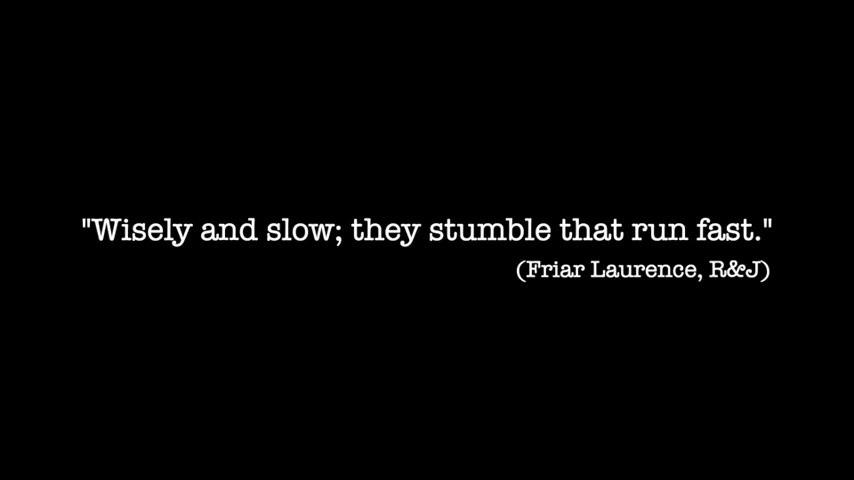 "Wisely and slow; they stumble that run fast."
(Friar Laurence, R&J)